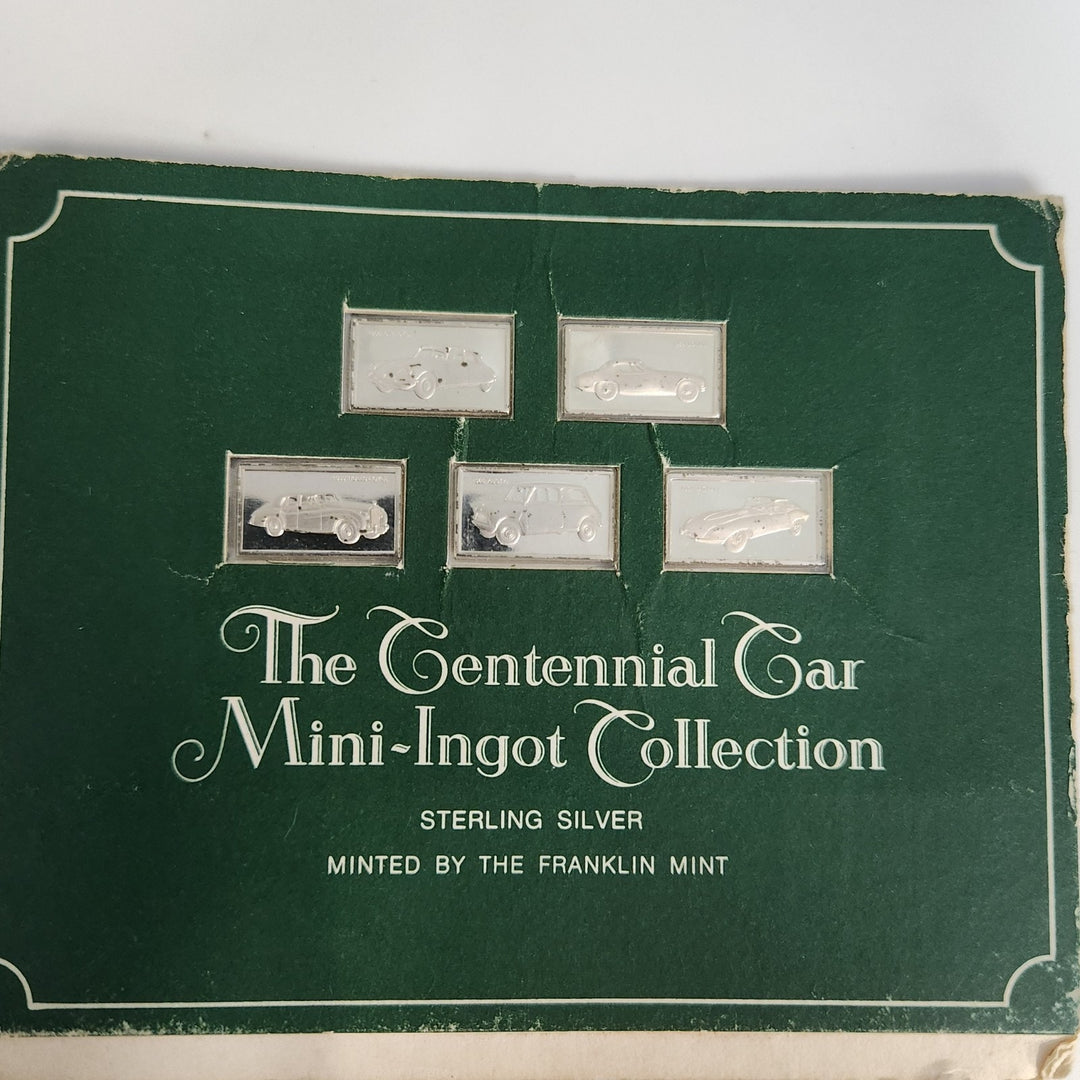 The Centennial Car
Mini-Ingot Collection
STERLING SILVER
MINTED BY THE FRANKLIN MINT